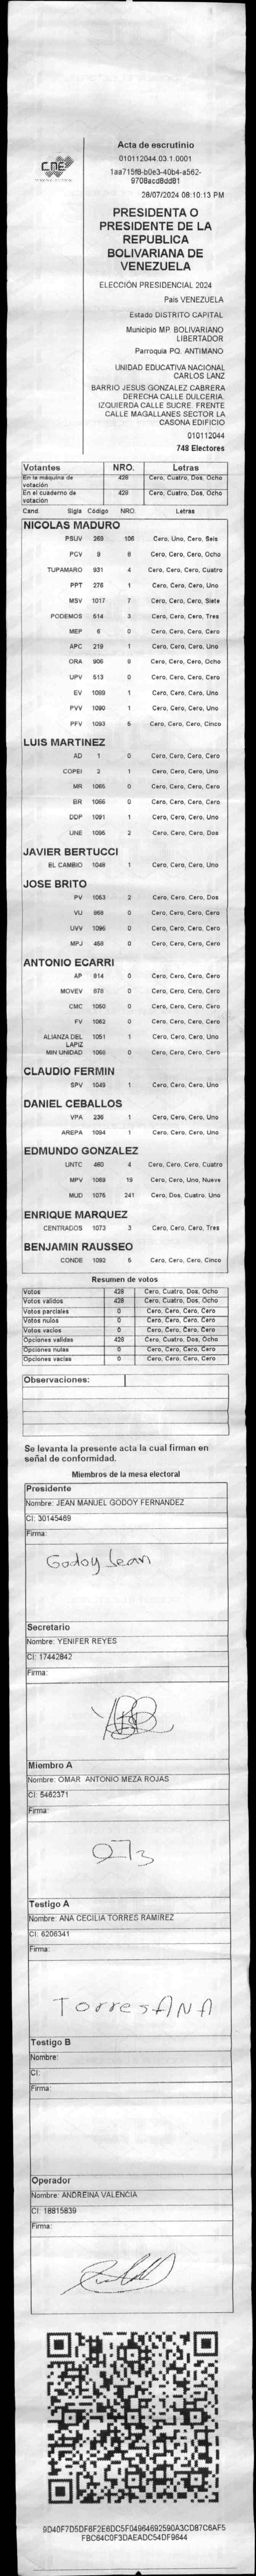 CNE
Acta de escrutinio
010112044.03.1.0001
1aa715f8-b0e3-40b4-a562-
9708acd8dd81
28/07/2024 08:10:13 PM
PRESIDENTA O
PRESIDENTE DE LA
REPUBLICA
BOLIVARIANA DE
VENEZUELA
ELECCIÓN PRESIDENCIAL 2024
País VENEZUELA
Estado DISTRITO CAPITAL
Municipio MP. BOLIVARIANO
LIBERTADOR
Parroquia PQ. ANTIMANO
UNIDAD EDUCATIVA NACIONAL
CARLOS LANZ
BARRIO JESUS GONZALEZ CABRERA
DERECHA CALLE DULCERIA.
IZQUIERDA CALLE SUCRE. FRENTE
CALLE MAGALLANES SECTOR LA
CASONA EDIFICIO
010112044
748 Electores
Votantes NRO. Letras
En la máquina de votación 428 Cero, Cuatro, Dos, Ocho
En el cuaderno de votación 428 Cero, Cuatro, Dos, Ocho
Cand. Sigla Código NRO. Letras
NICOLAS MADURO
PSUV 269 106 Cero, Uno, Cero, Seis
PCV 9 8 Cero, Cero, Cero, Ocho
TUPAMARO 931 4 Cero, Cero, Cero, Cuatro
PPT 276 1 Cero, Cero, Cero, Uno
MSV 1017 7 Cero, Cero, Cero, Siete
PODEMOS 514 3 Cero, Cero, Cero, Tres
MEP 6 0 Cero, Cero, Cero, Cero
APC 219 1 Cero, Cero, Cero, Uno
ORA 906 8 Cero, Cero, Cero, Ocho
UPV 513 0 Cero, Cero, Cero, Cero
EV 1089 1 Cero, Cero, Cero, Uno
PVV 1090 1 Cero, Cero, Cero, Uno
PFV 1093 5 Cero, Cero, Cero, Cinco
LUIS MARTINEZ
AD 1 0 Cero, Cero, Cero, Cero
COPEI 2 1 Cero, Cero, Cero, Uno
MR 1065 0 Cero, Cero, Cero, Cero
BR 1066 0 Cero, Cero, Cero, Cero
DDP 1091 1 Cero, Cero, Cero, Uno
UNE 1095 2 Cero, Cero, Cero, Dos
JAVIER BERTUCCI
EL CAMBIO 1048 1 Cero, Cero, Cero, Uno
JOSE BRITO
PV 1053 2 Cero, Cero, Cero, Dos
VU 868 0 Cero, Cero, Cero, Cero
UVV 1096 0 Cero, Cero, Cero, Cero
MPJ 458 0 Cero, Cero, Cero, Cero
ANTONIO ECARRI
AP 814 0 Cero, Cero, Cero, Cero
MOVEV 878 0 Cero, Cero, Cero, Cero
CMC 1050 0 Cero, Cero, Cero, Cero
FV 1062 0 Cero, Cero, Cero, Cero
ALIANZA DEL LAPIZ 1051 1 Cero, Cero, Cero, Uno
MIN UNIDAD 1056 0 Cero, Cero, Cero, Cero
CLAUDIO FERMIN
SPV 1049 1 Cero, Cero, Cero, Uno
DANIEL CEBALLOS
VPA 236 1 Cero, Cero, Cero, Uno
AREPA 1094 1 Cero, Cero, Cero, Uno
EDMUNDO GONZALEZ
UNTC 460 4 Cero, Cero, Cero, Cuatro
MPV 1069 19 Cero, Cero, Uno, Nueve
MUD 1075 241 Cero, Dos, Cuatro, Uno
ENRIQUE MARQUEZ
CENTRADOS 1073 3 Cero, Cero, Cero, Tres
BENJAMIN RAUSSEO
CONDE 1092 5 Cero, Cero, Cero, Cinco
Resumen de votos
Votos 428 Cero, Cuatro, Dos, Ocho
Votos validos 428 Cero, Cuatro, Dos, Ocho
Votos parciales 0 Cero, Cero, Cero, Cero
Votos nulos 0 Cero, Cero, Cero, Cero
Votos vacios 0 Cero, Cero, Cero, Cero
Opciones validas 428 Cero, Cuatro, Dos, Ocho
Opciones nulas 0 Cero, Cero, Cero, Cero
Opciones vacias 0 Cero, Cero, Cero, Cero
Observaciones:
Se levanta la presente acta la cual firman en
señal de conformidad.
Miembros de la mesa electoral
Presidente
Nombre: JEAN MANUEL GODOY FERNANDEZ
CI: 30145469
Firma:
Godoy Jean
Secretario
Nombre: YENIFER REYES
CI: 17442842
Firma:
Miembro A
Nombre: OMAR ANTONIO MEZA ROJAS
CI: 5462371
Firma:
Testigo A
Nombre: ANA CECILIA TORRES RAMIREZ
CI: 6206341
Firma:
Torres ANA
Testigo B
Nombre:
CI:
Firma:
Operador
Nombre: ANDREINA VALENCIA
CI: 18815839
Firma:
9D40F7D5DF6F2E6DC5F04964692590A3CD87C6AF5
FBC64C0F3DAEADC54DF9644